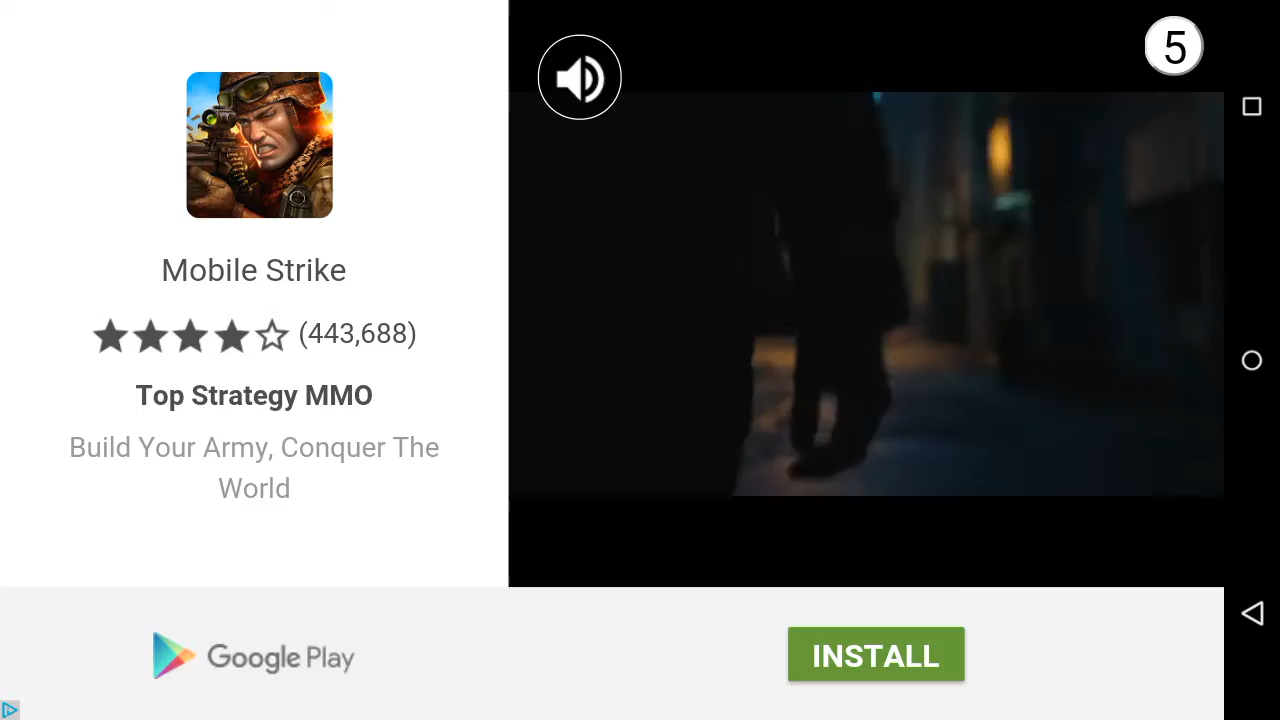 5
Mobile Strike
(443,688)
Top Strategy MMO
Build Your Army, Conquer The
World
Google Play
INSTALL